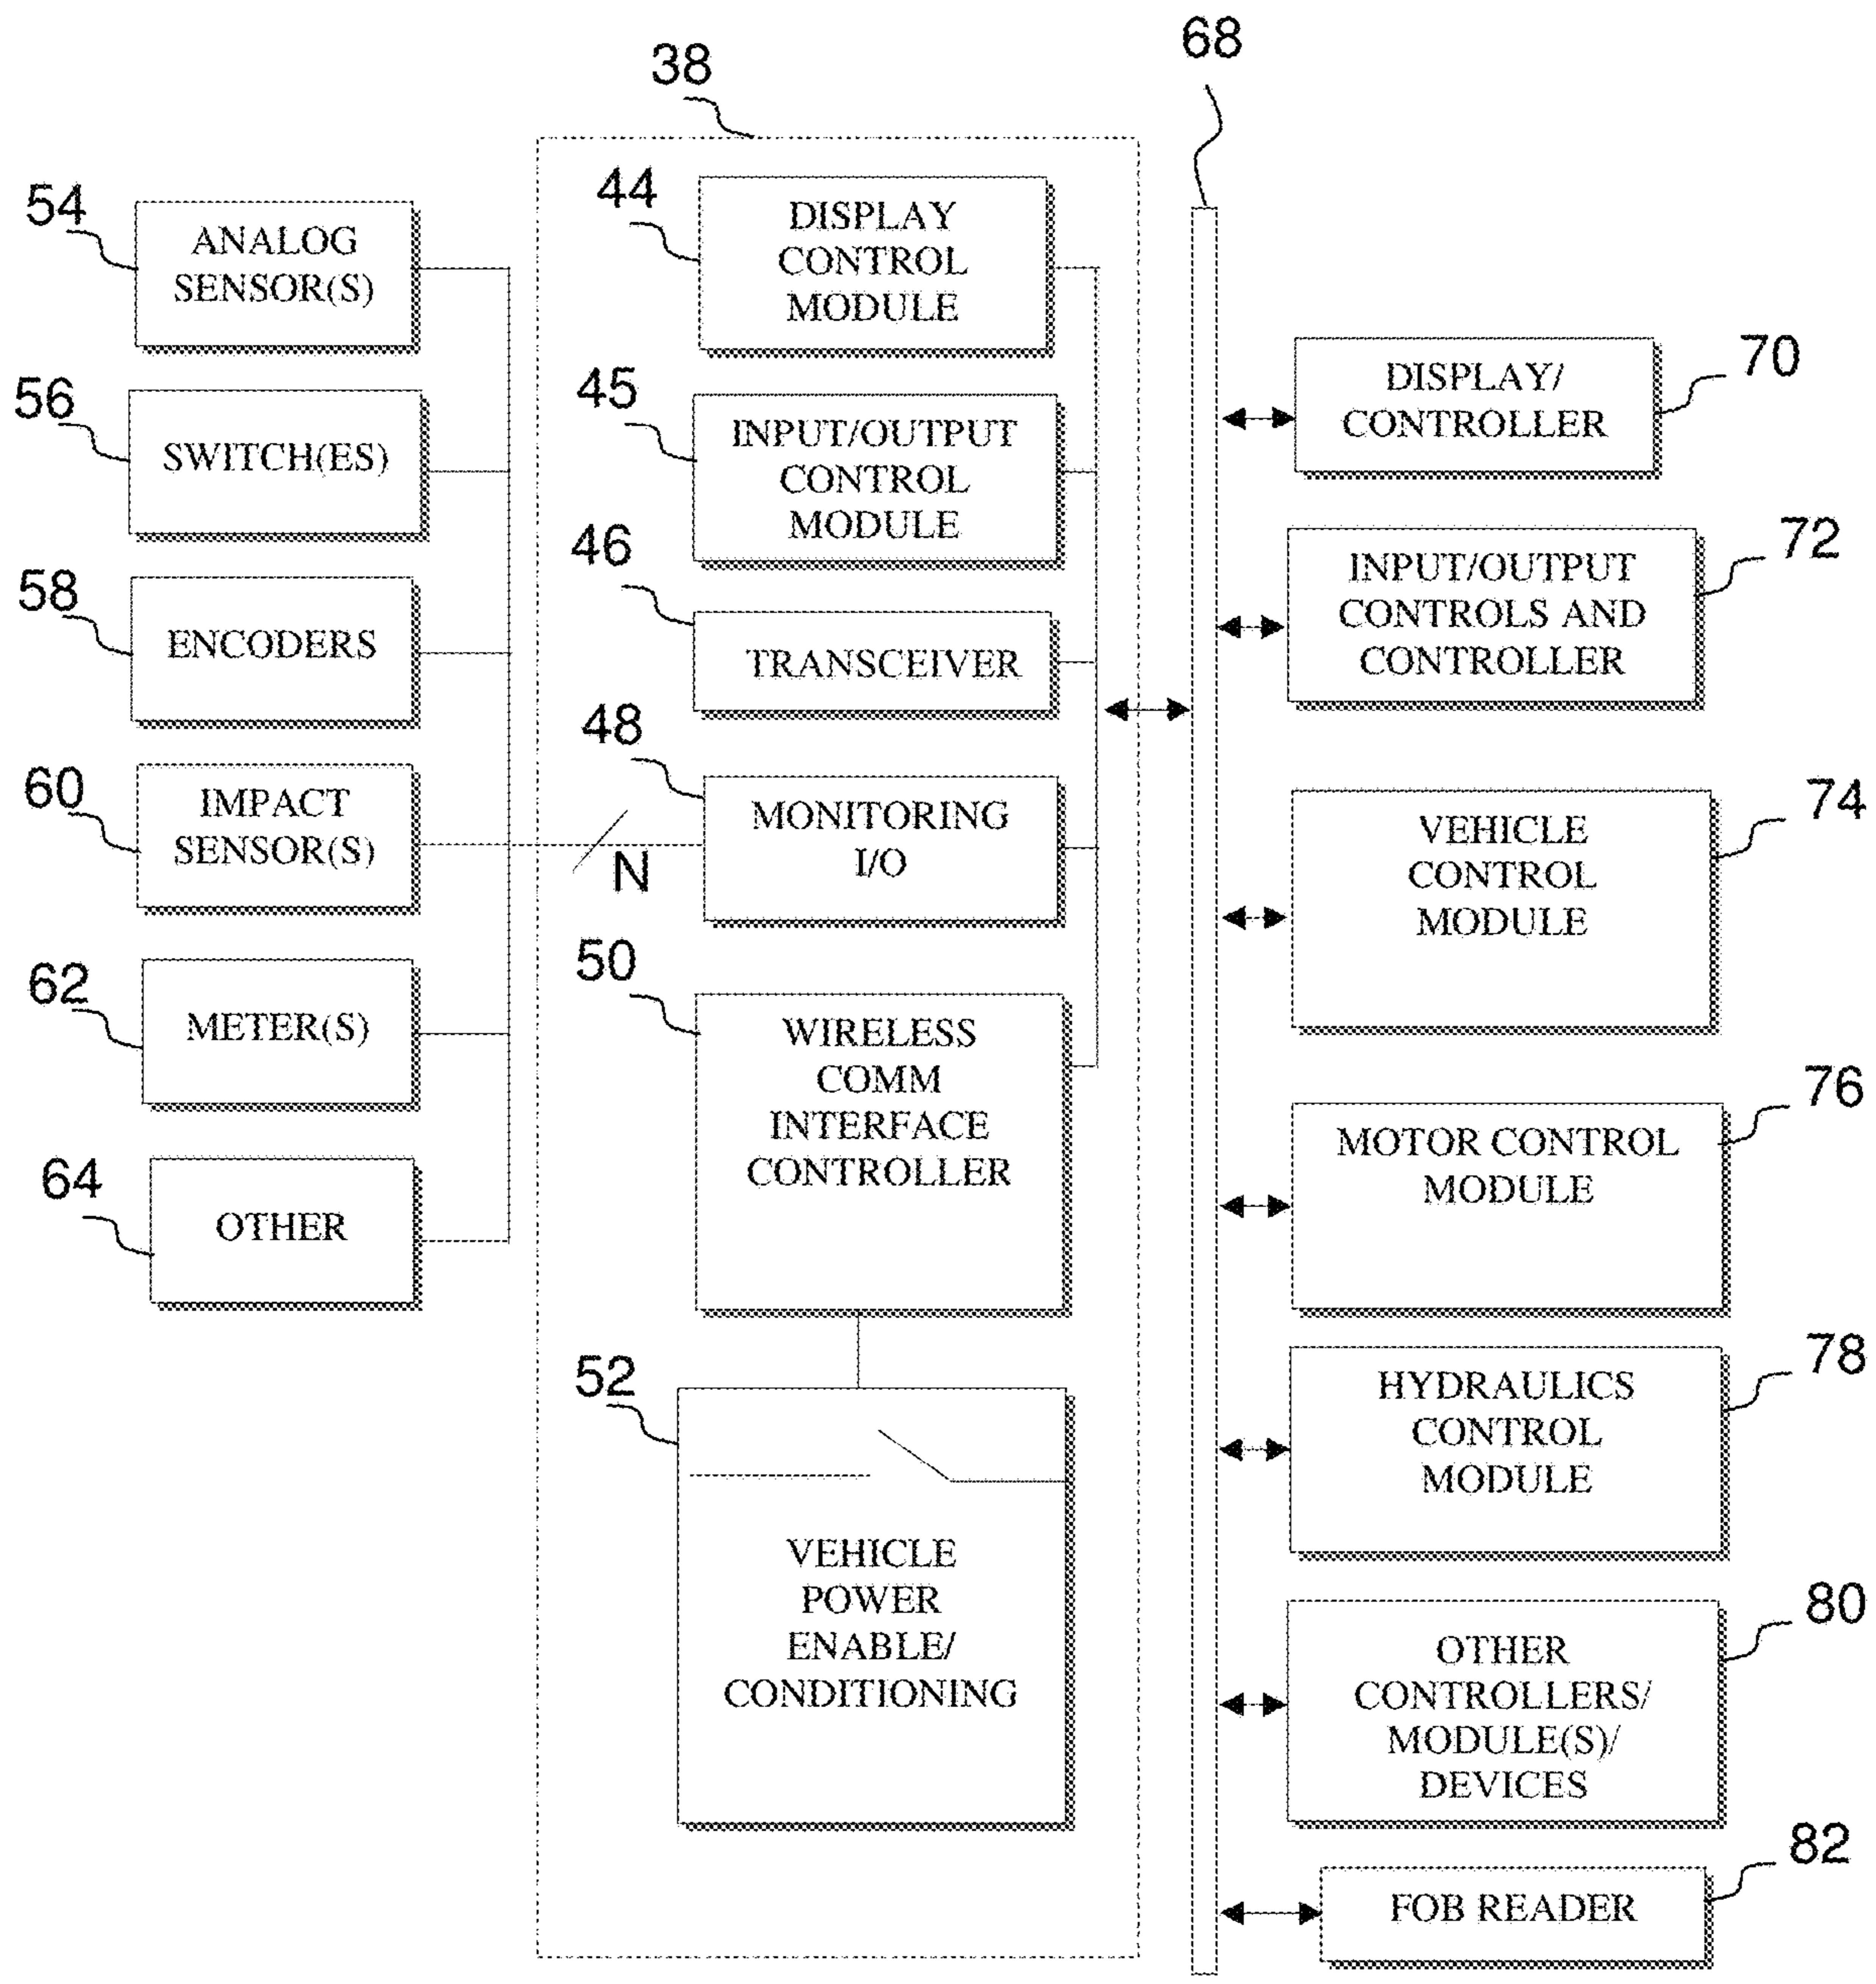 68
38
54
ANALOG
SENSOR(S)
56
SWITCH(ES)
58
ENCODERS
60
IMPACT
SENSOR(S)
62
METER(S)
64
OTHER
N
44
DISPLAY
CONTROL
MODULE
45
INPUT/OUTPUT
CONTROL
MODULE
46
TRANSCEIVER
48
MONITORING
I/O
50
WIRELESS
COMM
INTERFACE
CONTROLLER
52
VEHICLE
POWER
ENABLE/
CONDITIONING
70
DISPLAY/
CONTROLLER
72
INPUT/OUTPUT
CONTROLS AND
CONTROLLER
74
VEHICLE
CONTROL
MODULE
76
MOTOR CONTROL
MODULE
78
HYDRAULICS
CONTROL
MODULE
80
OTHER
CONTROLLERS/
MODULE(S)/
DEVICES
82
FOB READER